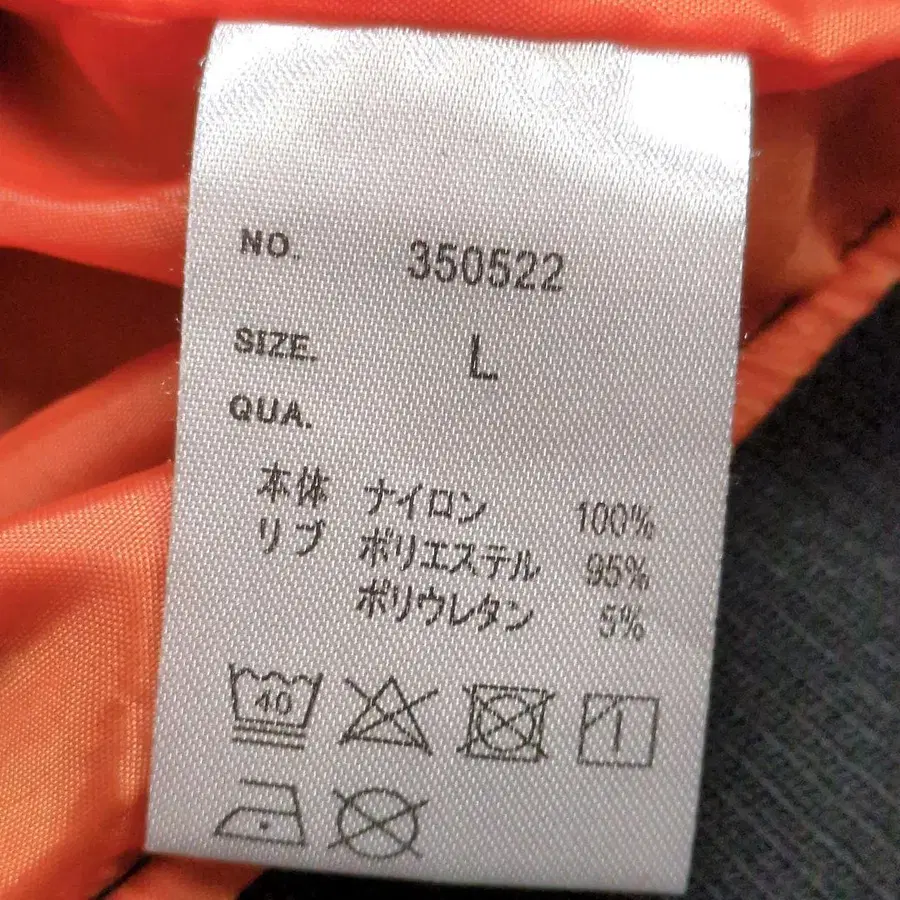 NO. 350522
SIZE. L
QUA.
本体 ナイロン 100%
リブ ポリエステル 95%
ポリウレタン 5%
40